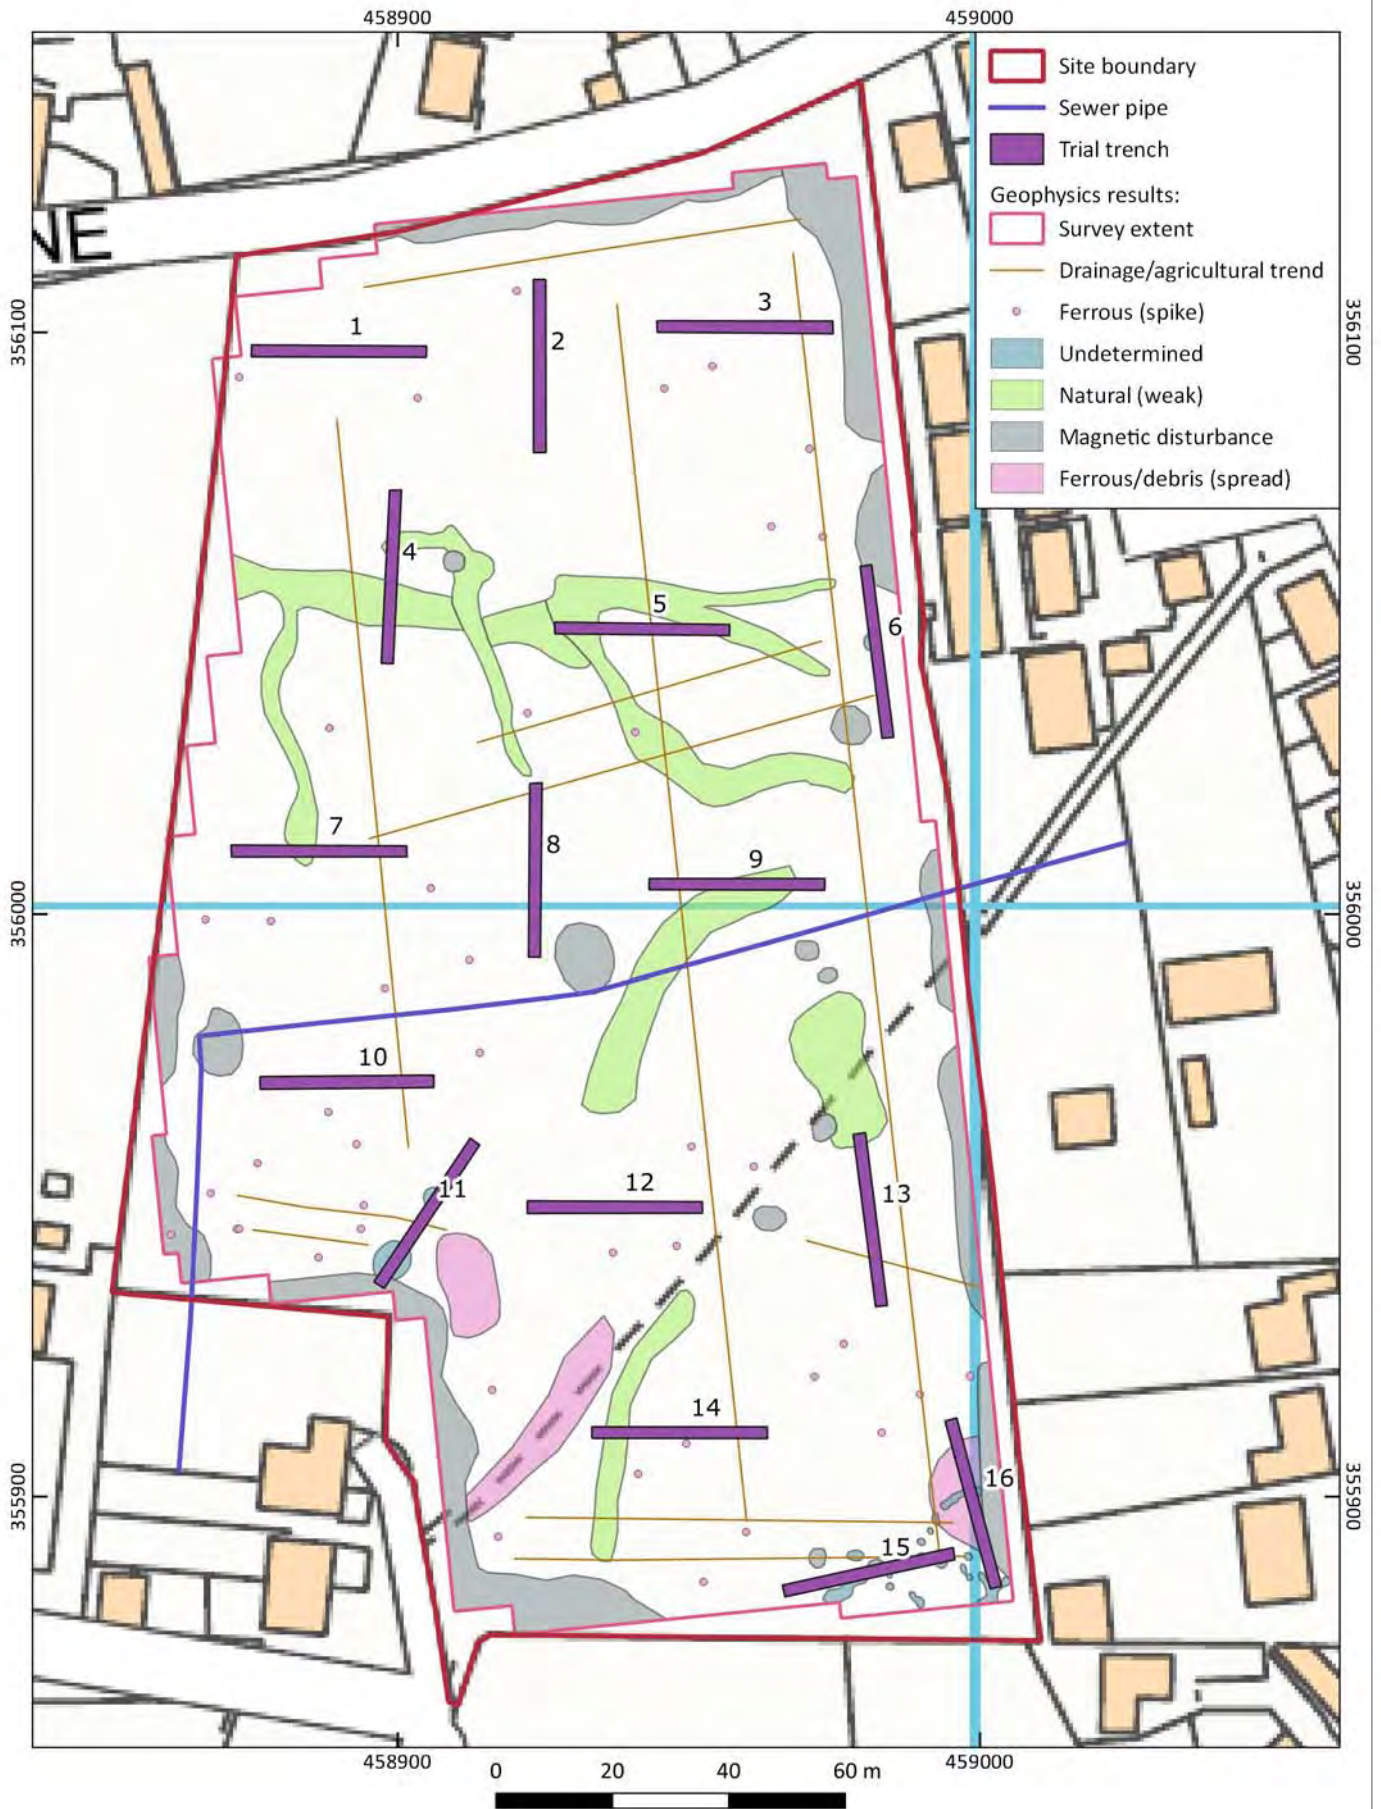 458900
459000
Site boundary
Sewer pipe
Trial trench
Geophysics results:
Survey extent
Drainage/agricultural trend
Ferrous (spike)
Undetermined
Natural (weak)
Magnetic disturbance
Ferrous/debris (spread)
NE
356100
356100
1
2
3
4
5
6
7
8
9
356000
356000
10
11
12
13
14
16
15
355900
355900
458900
459000
0 20 40 60 m